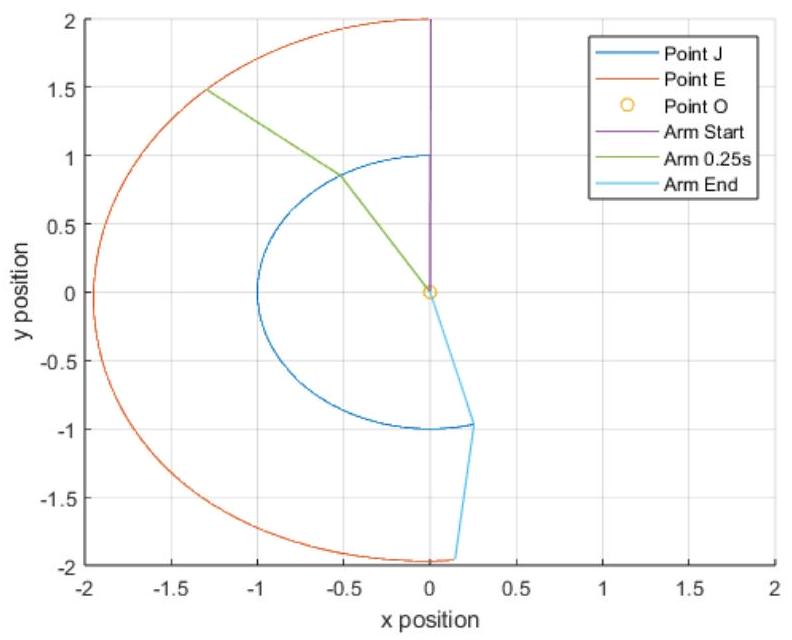 2
1.5
1
0.5
0
-0.5
-1
-1.5
-2
y position
-2 -1.5 -1 -0.5 0 0.5 1 1.5 2
x position
Point J
Point E
Point O
Arm Start
Arm 0.25s
Arm End